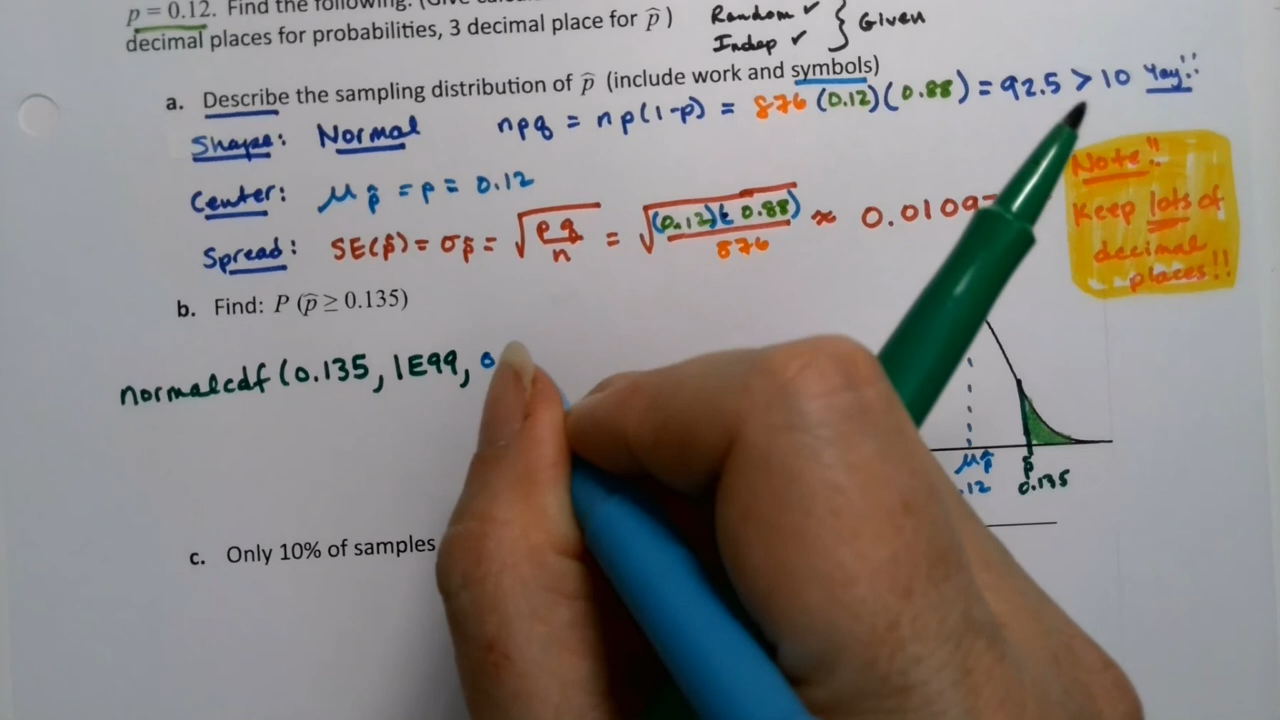 p = 0.12. Find the following.
decimal places for probabilities, 3 decimal place for p̂ )
Random ✓
Indep ✓
} Given
a. Describe the sampling distribution of p̂ (include work and symbols)
Shape: Normal npq = np(1-p) = 876 (0.12)(0.88) = 92.5 > 10 Yay!!
Center: μp̂ = p = 0.12
Spread: SE(p̂) = σp̂ = √(pq/n) = √((0.12)(0.88)/876) ≈ 0.0109
Note!!
Keep lots of
decimal
places!!
b. Find: P (p̂ ≥ 0.135)
normalcdf (0.135, 1E99, 0
μp̂ p̂
.12 0.135
c. Only 10% of samples